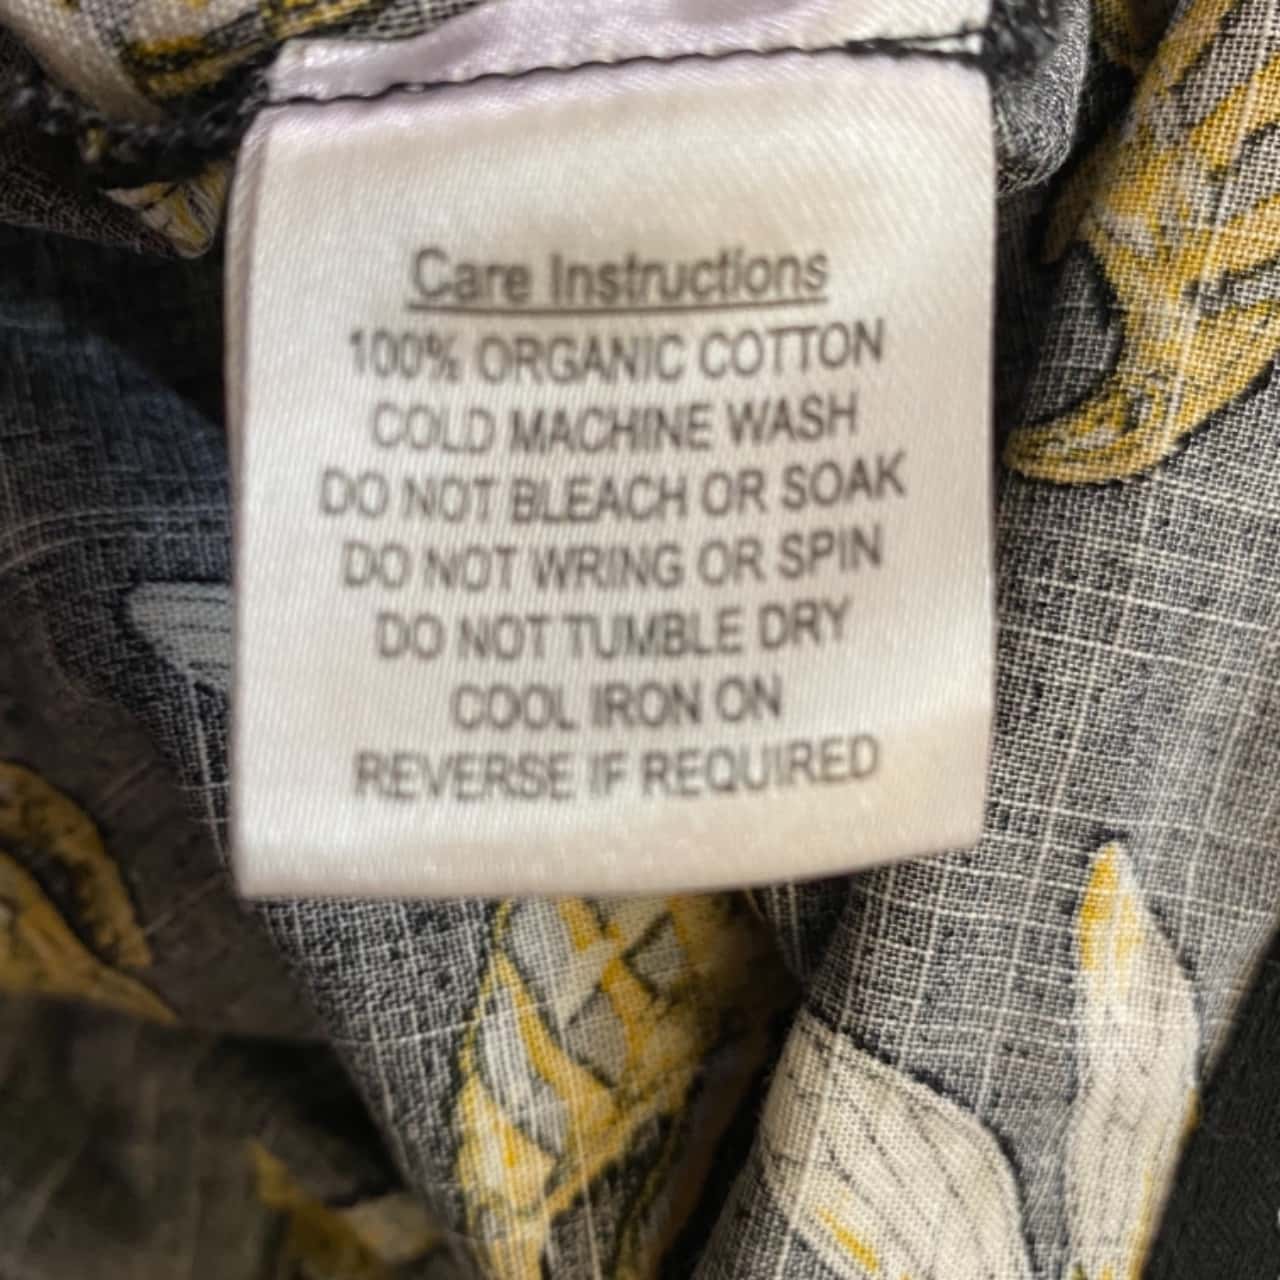 Care Instructions
100% ORGANIC COTTON
COLD MACHINE WASH
DO NOT BLEACH OR SOAK
DO NOT WRING OR SPIN
DO NOT TUMBLE DRY
COOL IRON ON
REVERSE IF REQUIRED